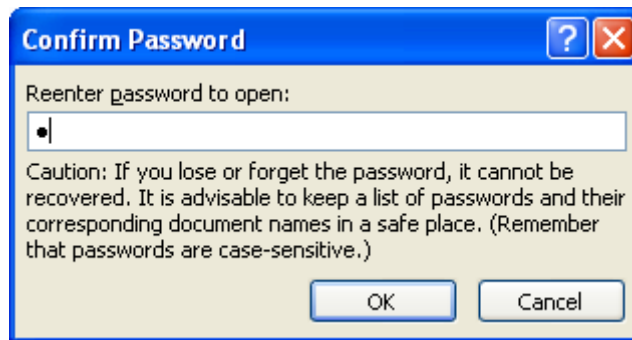 Confirm Password
Reenter password to open:
●
Caution: If you lose or forget the password, it cannot be
recovered. It is advisable to keep a list of passwords and their
corresponding document names in a safe place. (Remember
that passwords are case-sensitive.)
OK Cancel